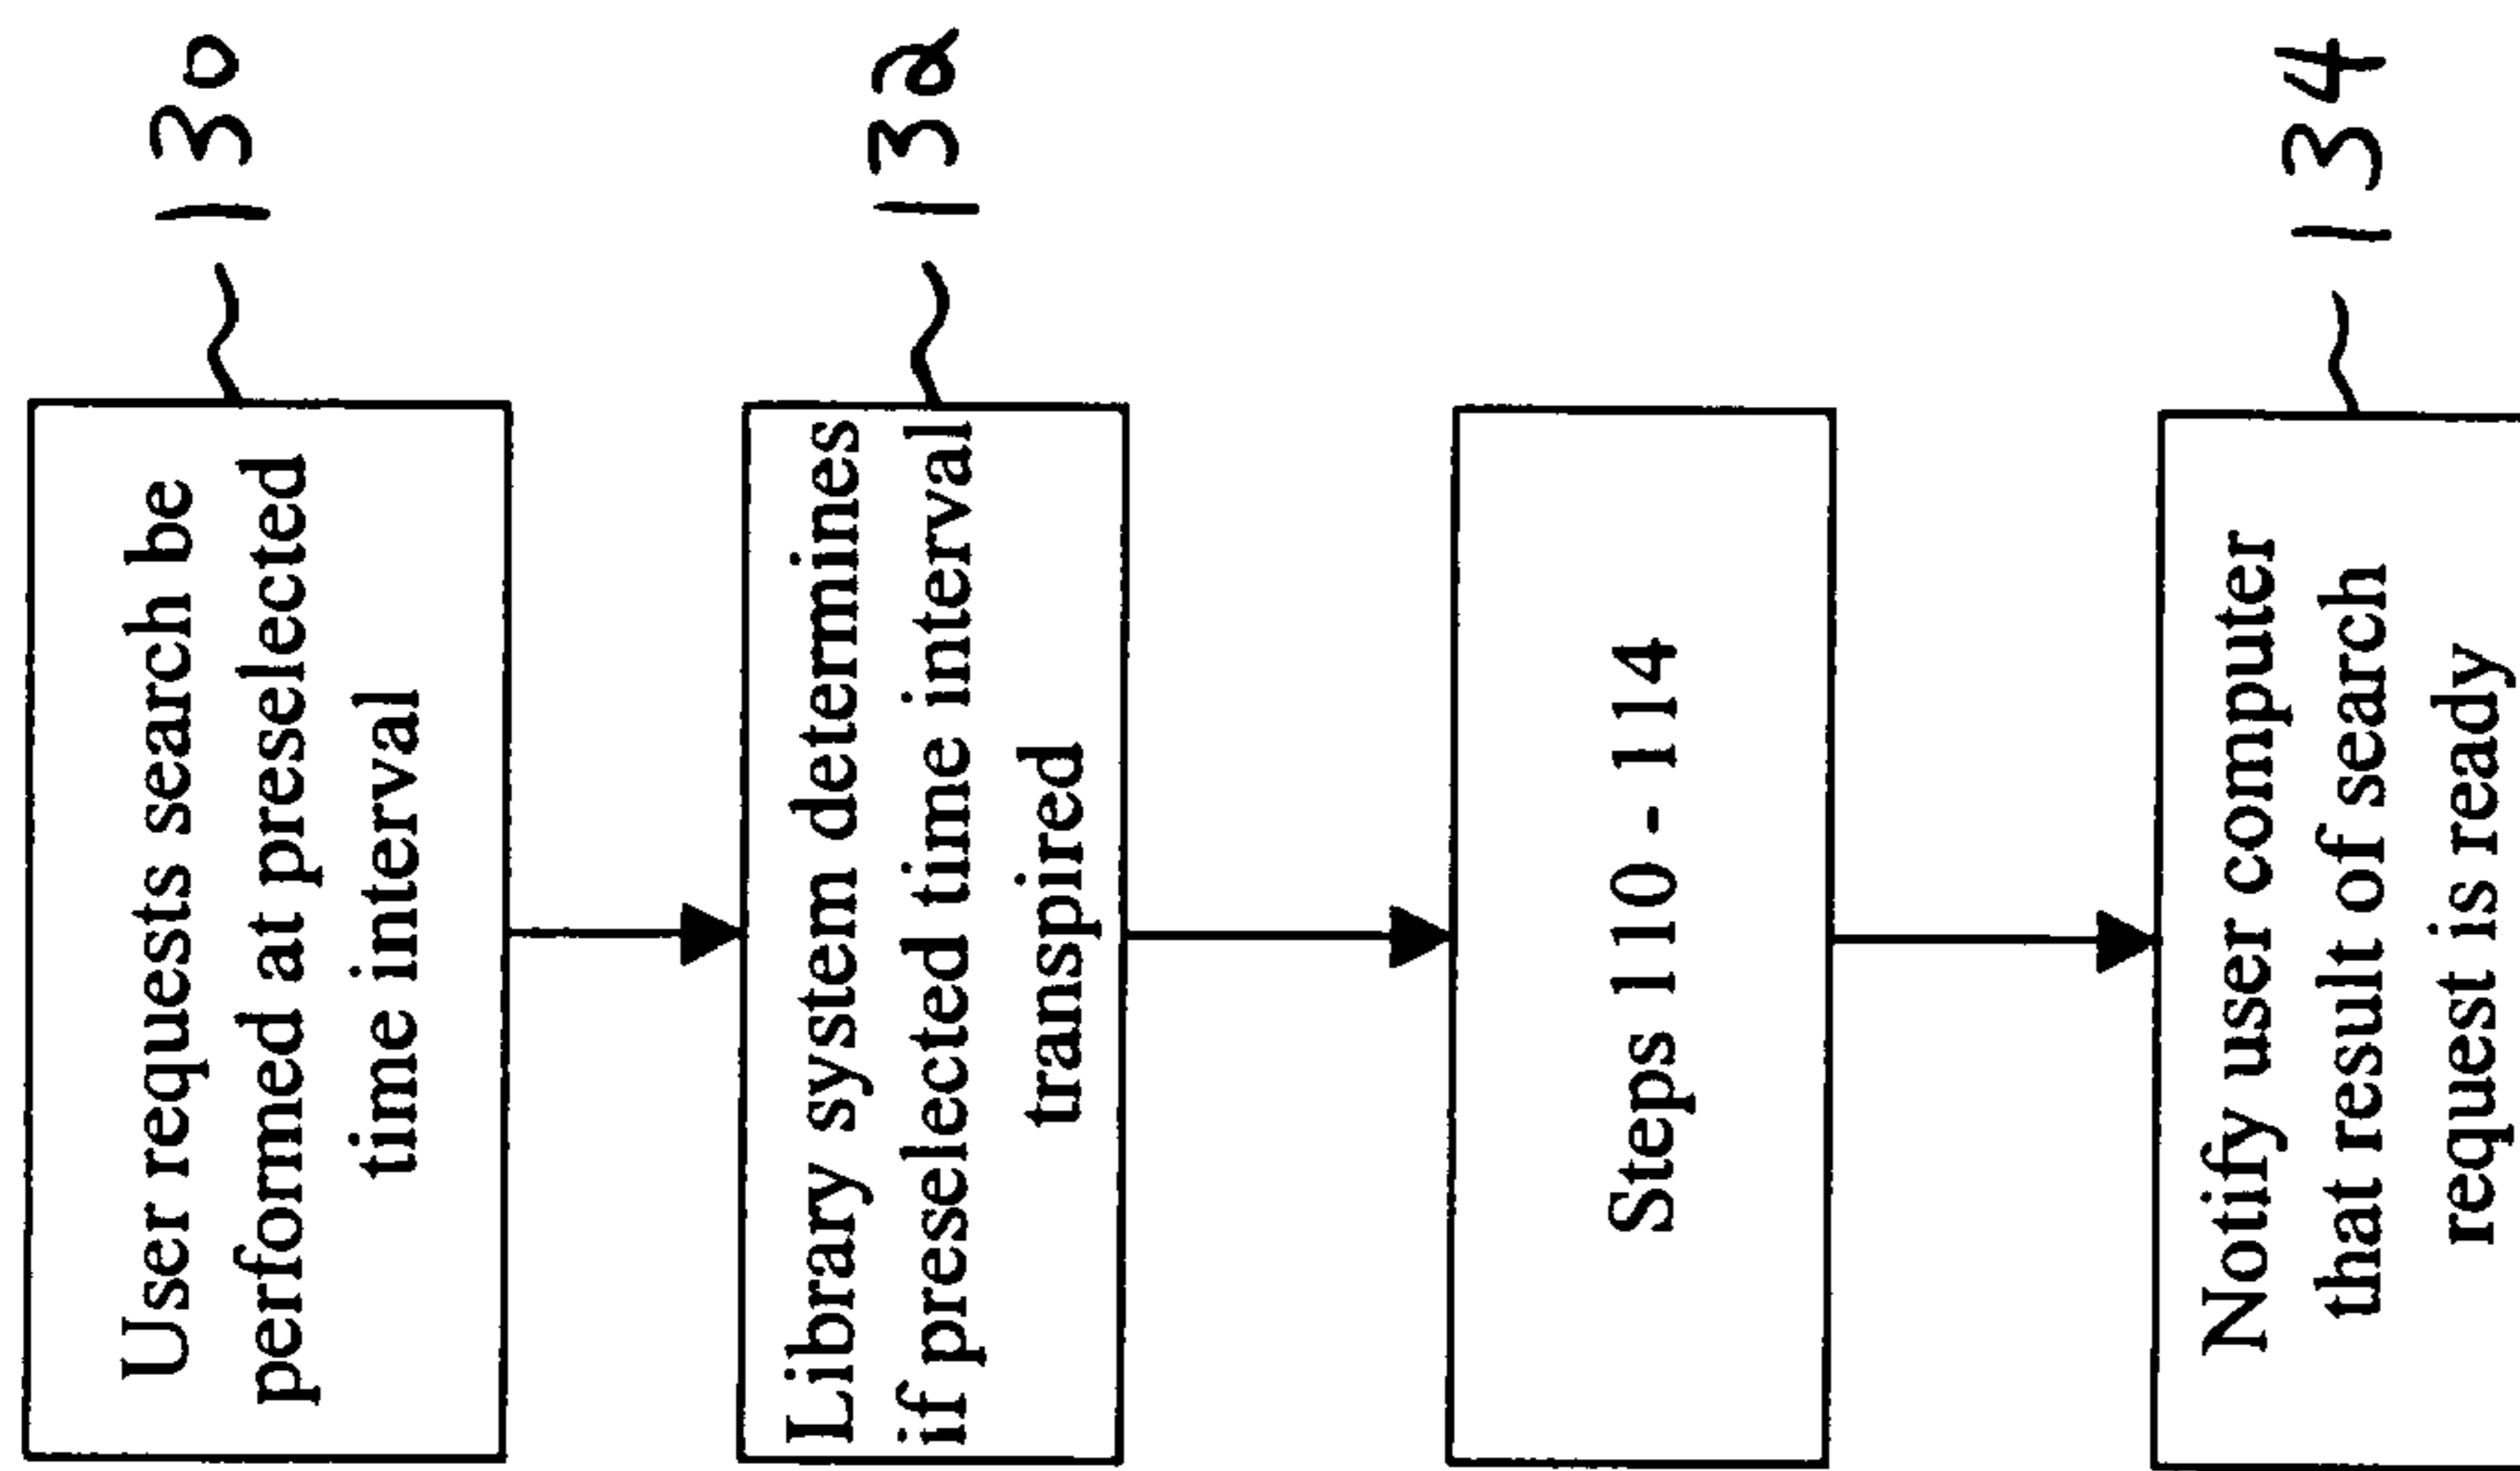 User requests search be
performed at preselected
time interval
130
Library system determines
if preselected time interval
transpired
132
Steps 110 - 114
Notify user computer
that result of search
request is ready
134